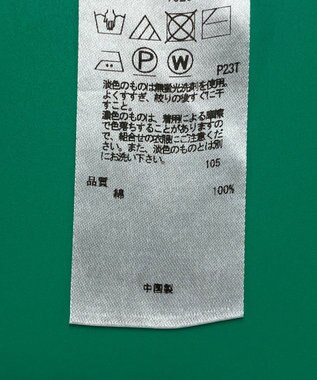 P W
P23T
淡色のものは無蛍光洗剤を使用。
よくすすぎ、絞りの後すぐに干
すこと。
濃色のものは、着用による摩擦
で色落ちすることがありますの
で、組合せの衣類にご注意くだ
さい。また、淡色のものとは別
にお洗い下さい。
105
品質
綿 100%
中国製